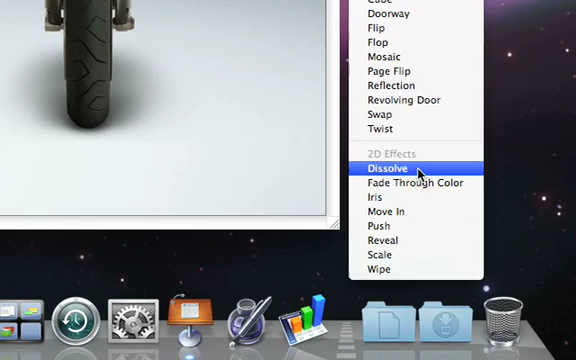 Cube
Doorway
Flip
Flop
Mosaic
Page Flip
Reflection
Revolving Door
Swap
Twist
2D Effects
Dissolve
Fade Through Color
Iris
Move In
Push
Reveal
Scale
Wipe